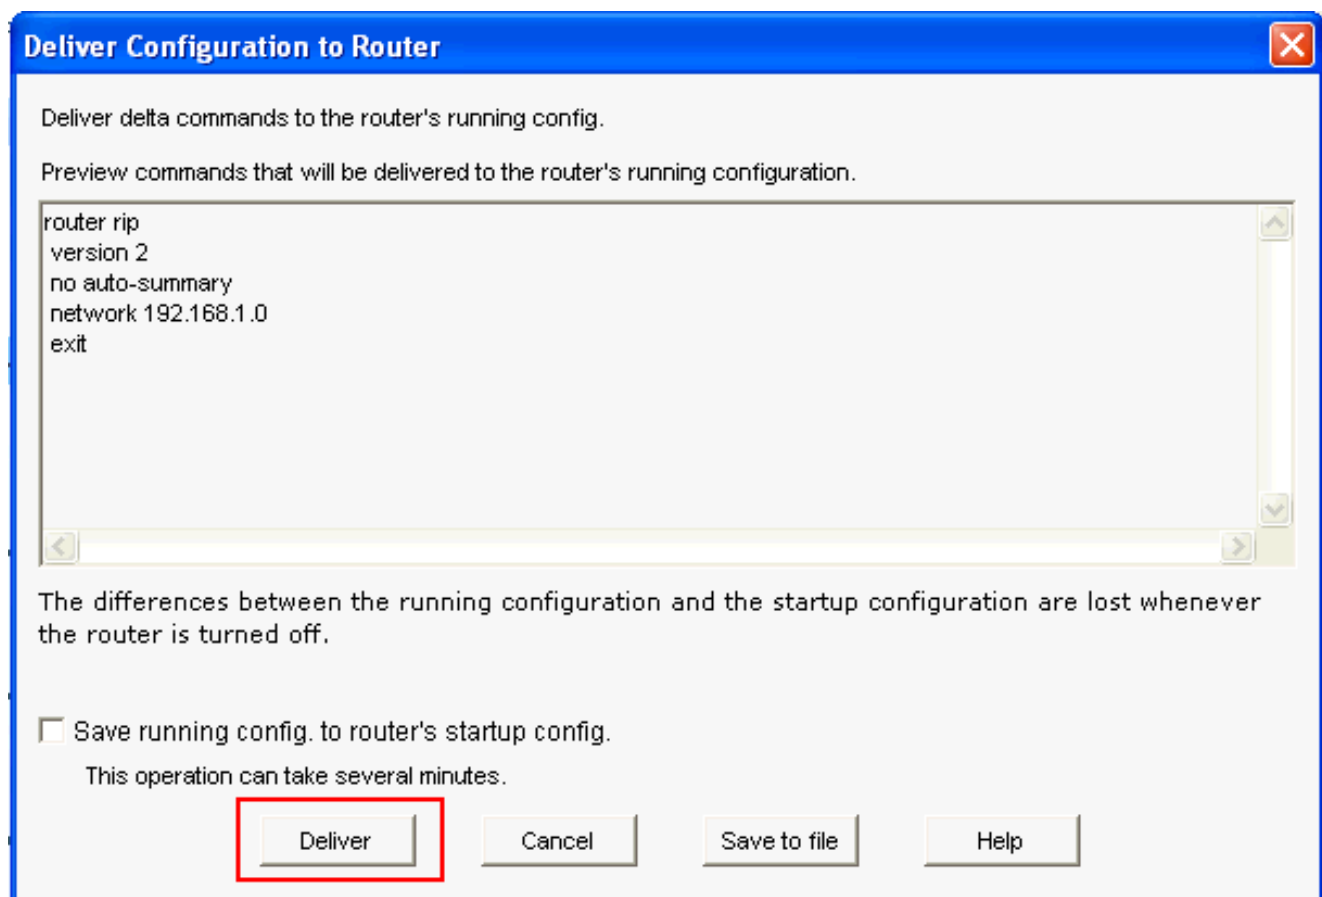 Deliver Configuration to Router
Deliver delta commands to the router's running config.
Preview commands that will be delivered to the router's running configuration.
router rip
version 2
no auto-summary
network 192.168.1.0
exit
The differences between the running configuration and the startup configuration are lost whenever
the router is turned off.
Save running config. to router's startup config.
This operation can take several minutes.
Deliver Cancel Save to file Help